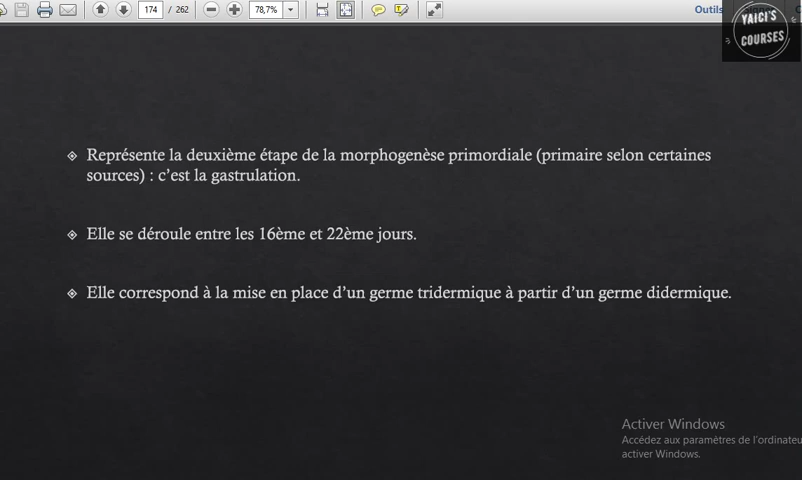 174 / 262 78,7% Outils
YAICI'S
COURSES
Représente la deuxième étape de la morphogenèse primordiale (primaire selon certaines
sources) : c'est la gastrulation.
Elle se déroule entre les 16ème et 22ème jours.
Elle correspond à la mise en place d'un germe tridermique à partir d'un germe didermique.
Activer Windows
Accédez aux paramètres de l'ordinateu
activer Windows.